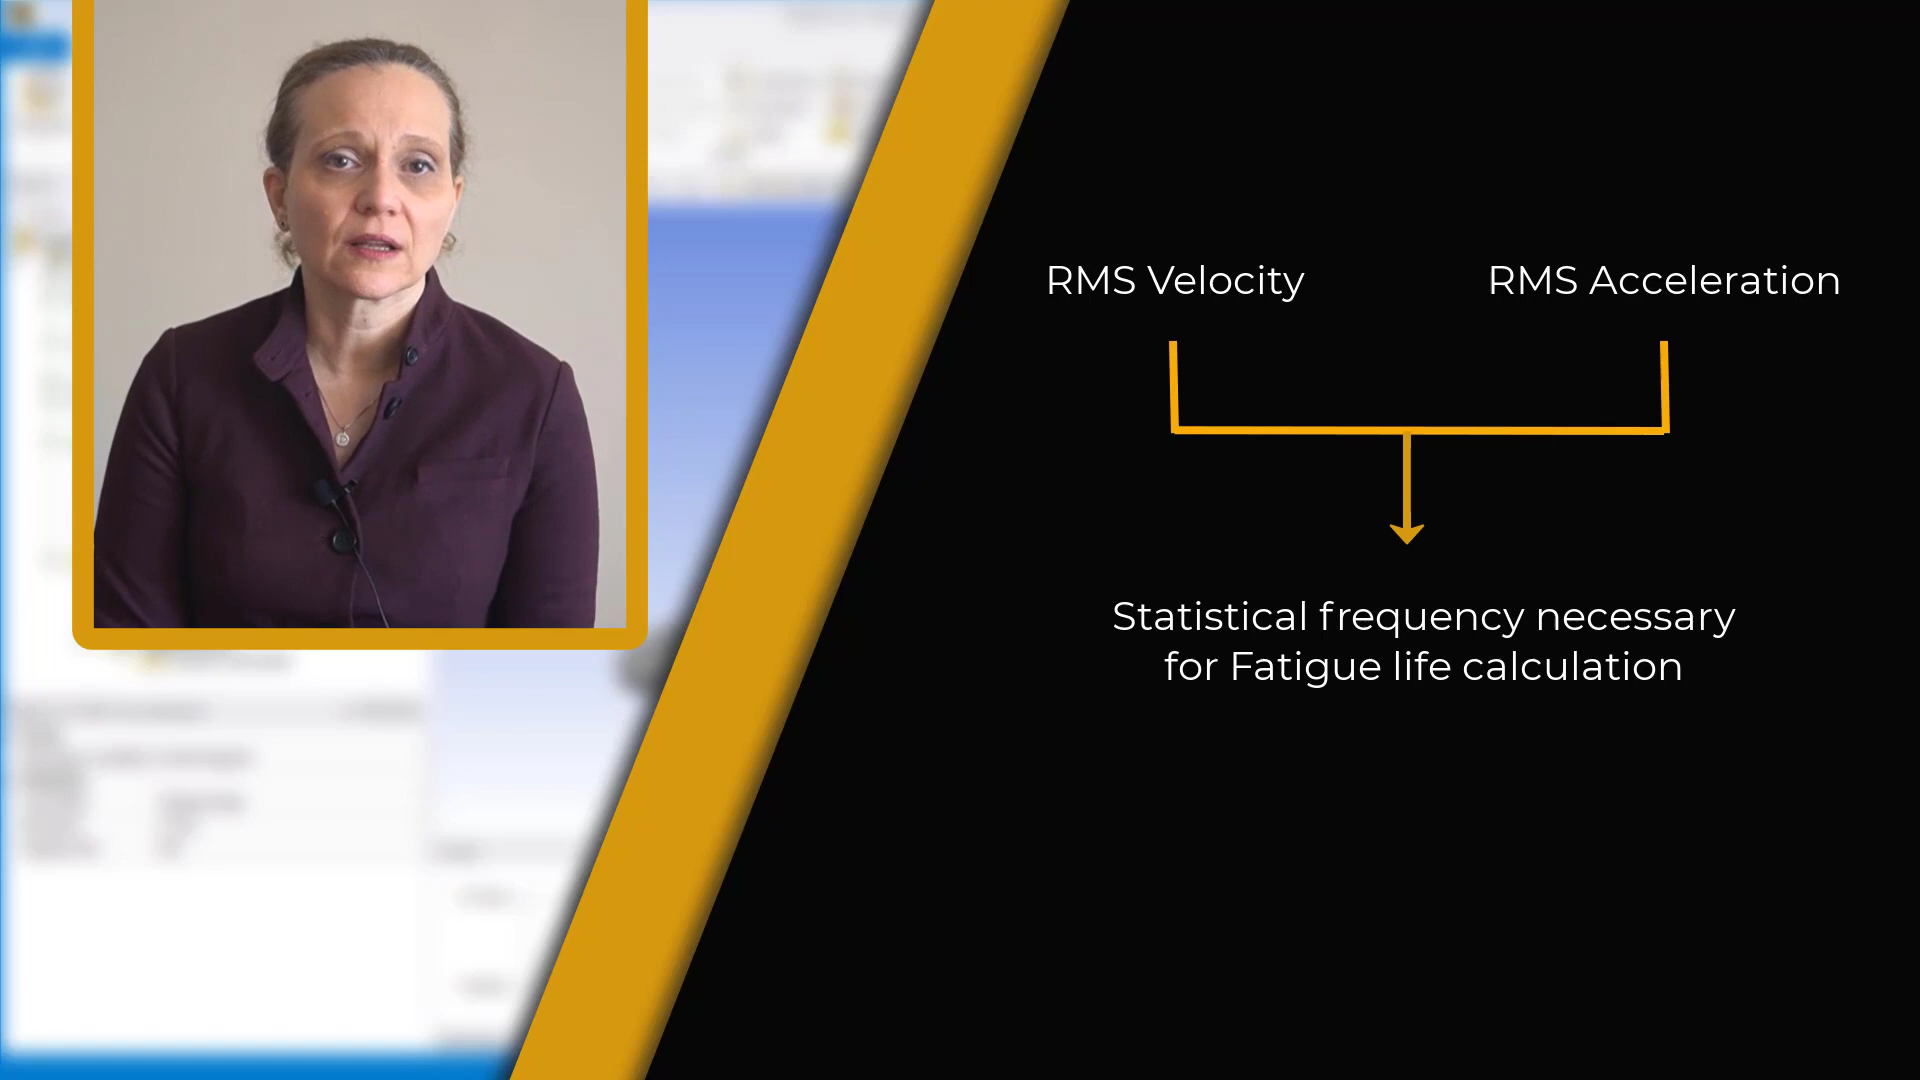 RMS Velocity
RMS Acceleration
Statistical frequency necessary
for Fatigue life calculation